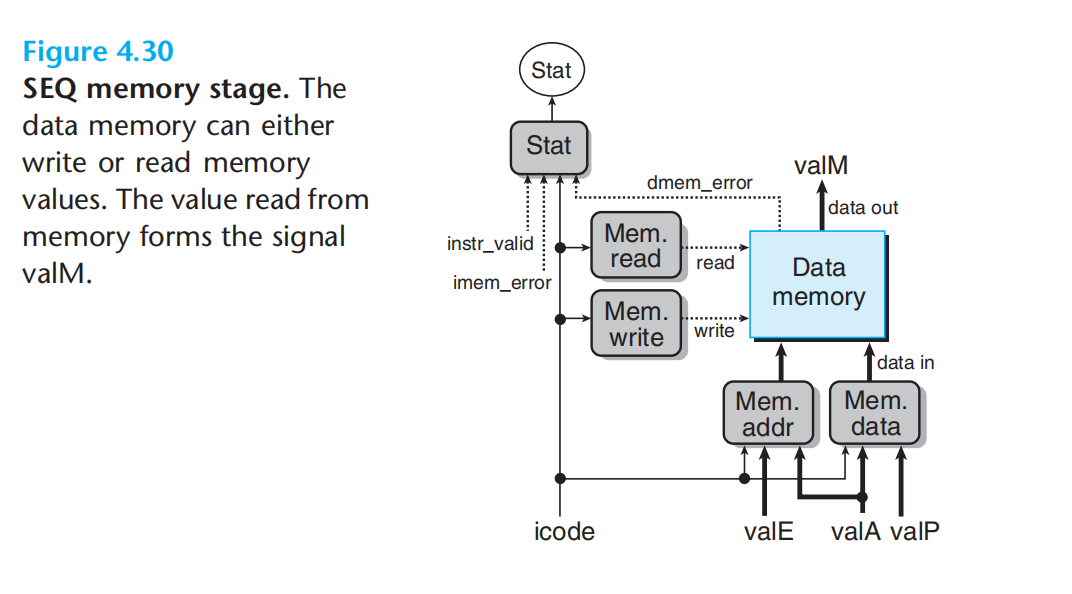 Figure 4.30
SEQ memory stage. The
data memory can either
write or read memory
values. The value read from
memory forms the signal
valM.
Stat
Stat
valM
dmem_error
data out
instr_valid
Mem.
read
read
imem_error
Data
memory
Mem.
write
write
data in
Mem.
addr
Mem.
data
icode
valE
valA
valP